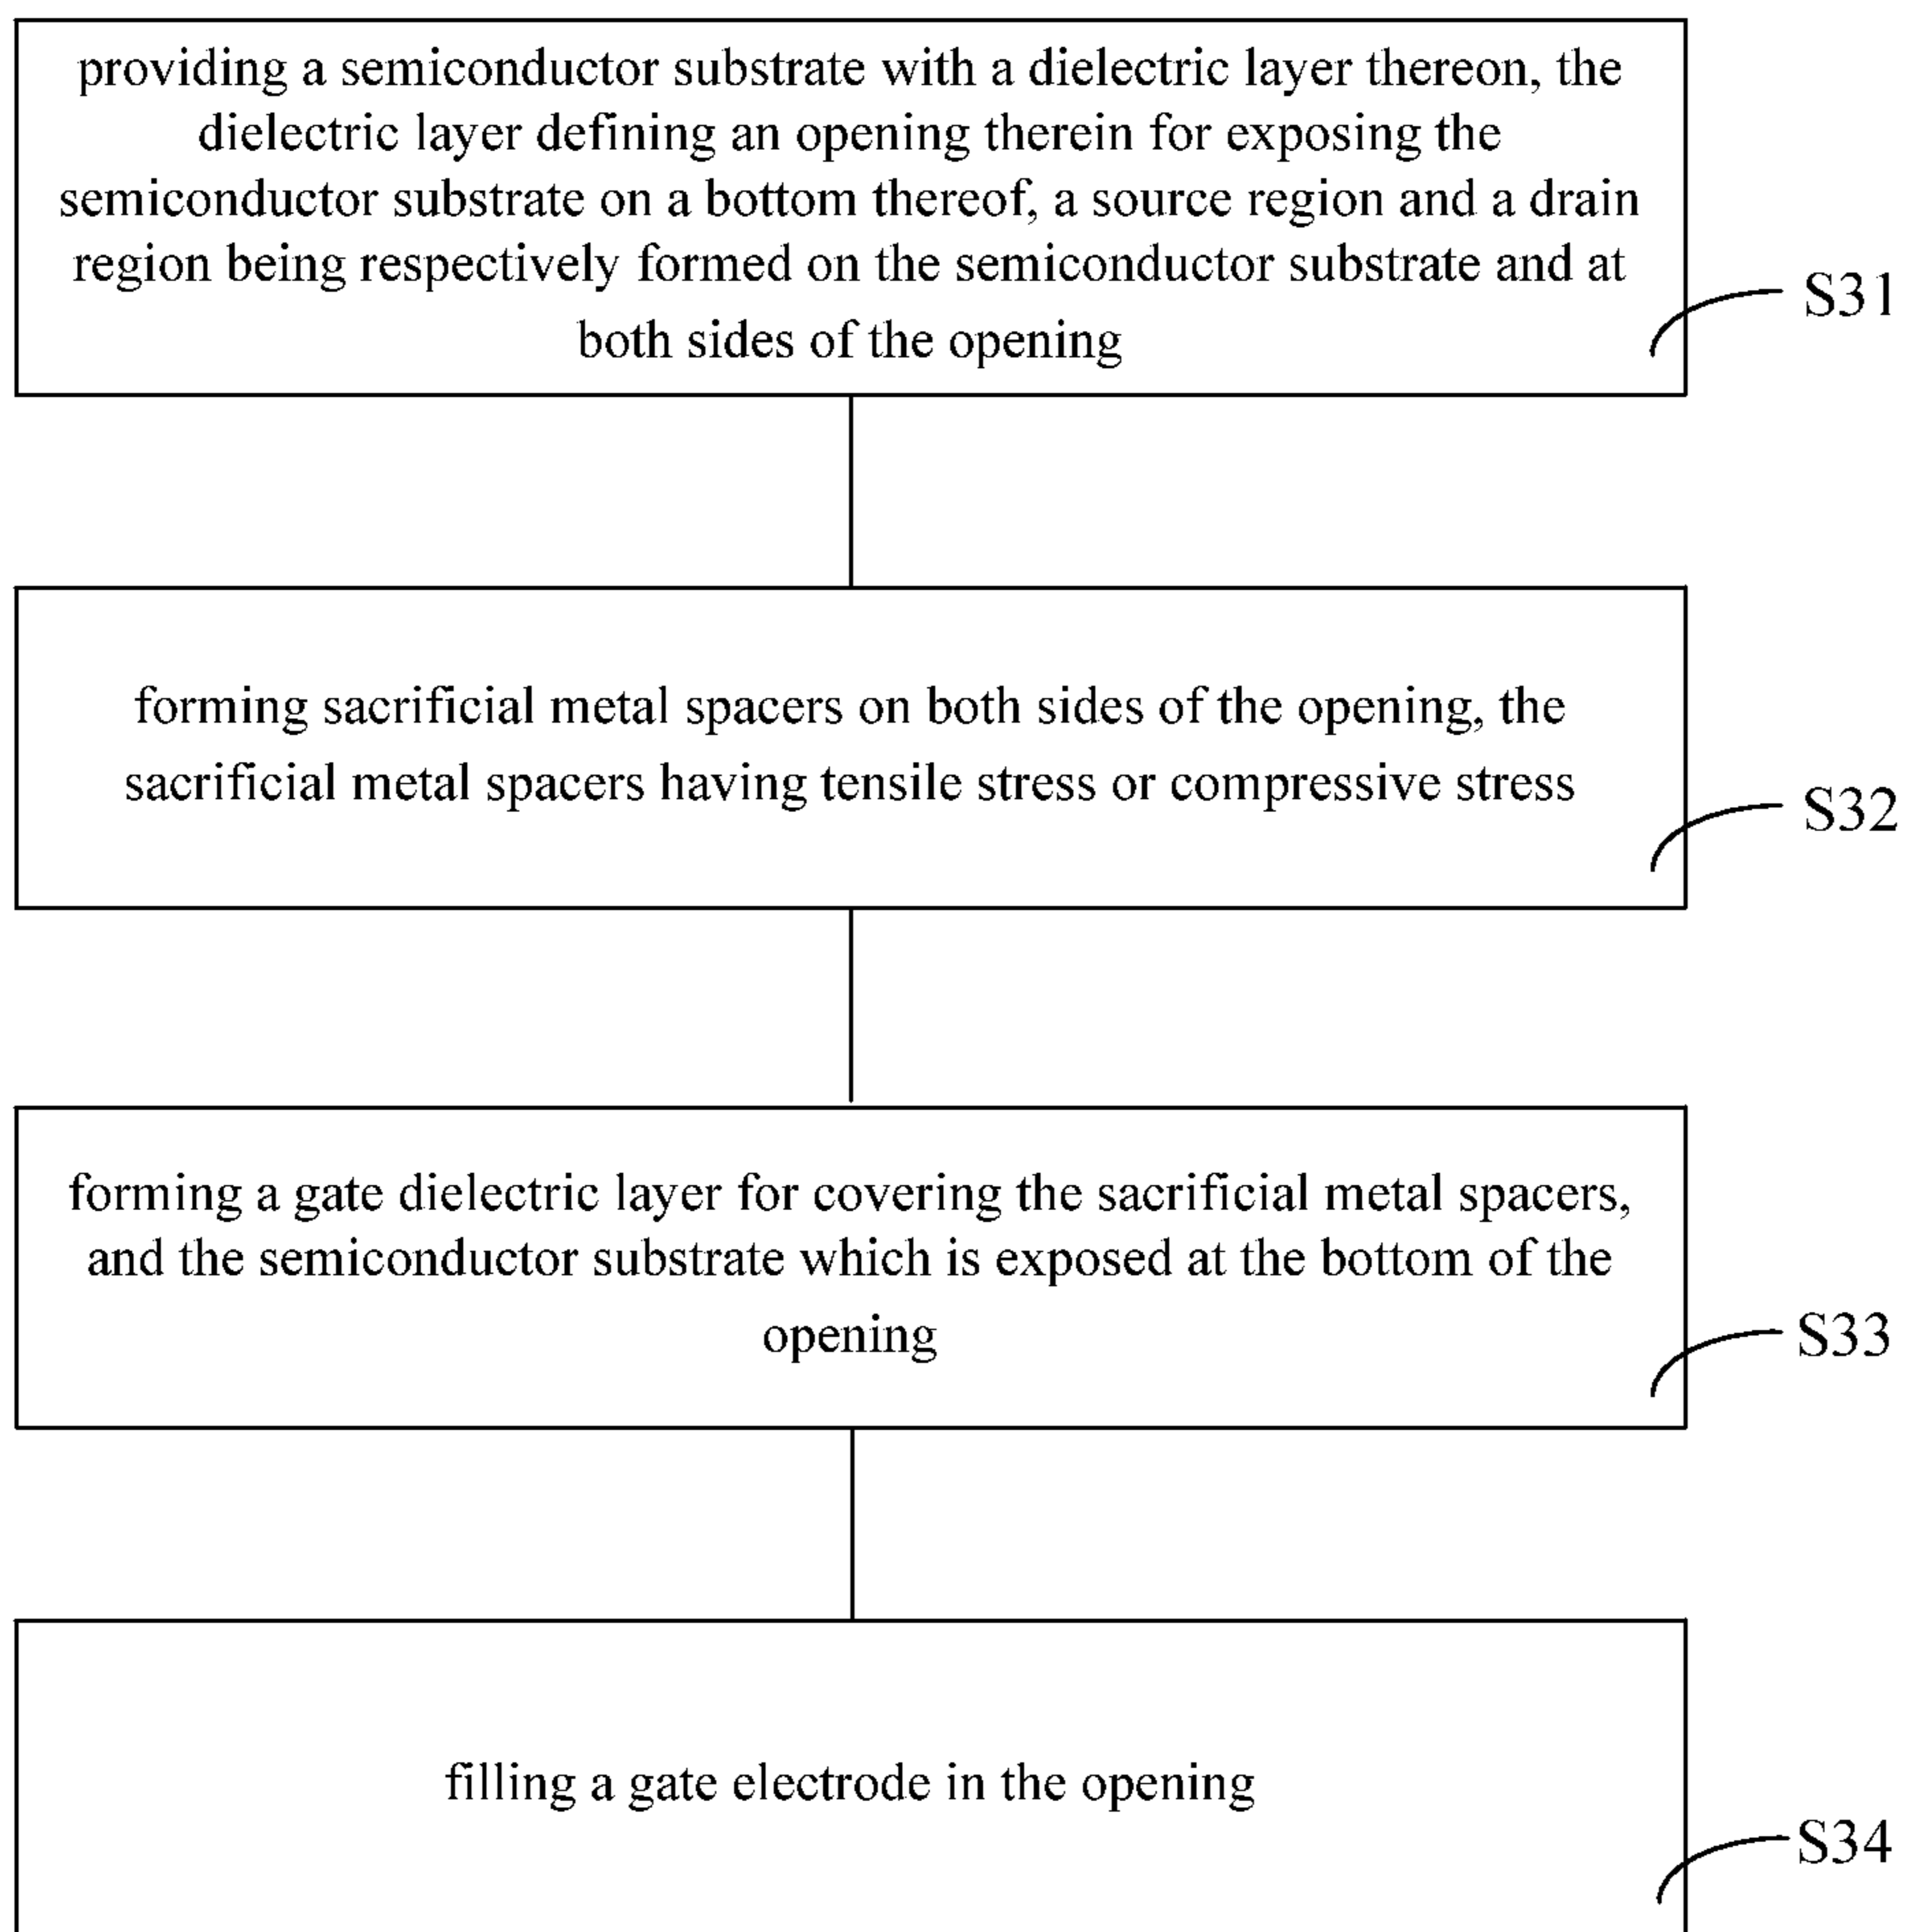 providing a semiconductor substrate with a dielectric layer thereon, the
dielectric layer defining an opening therein for exposing the
semiconductor substrate on a bottom thereof, a source region and a drain
region being respectively formed on the semiconductor substrate and at
both sides of the opening
S31
forming sacrificial metal spacers on both sides of the opening, the
sacrificial metal spacers having tensile stress or compressive stress
S32
forming a gate dielectric layer for covering the sacrificial metal spacers,
and the semiconductor substrate which is exposed at the bottom of the
opening
S33
filling a gate electrode in the opening
S34